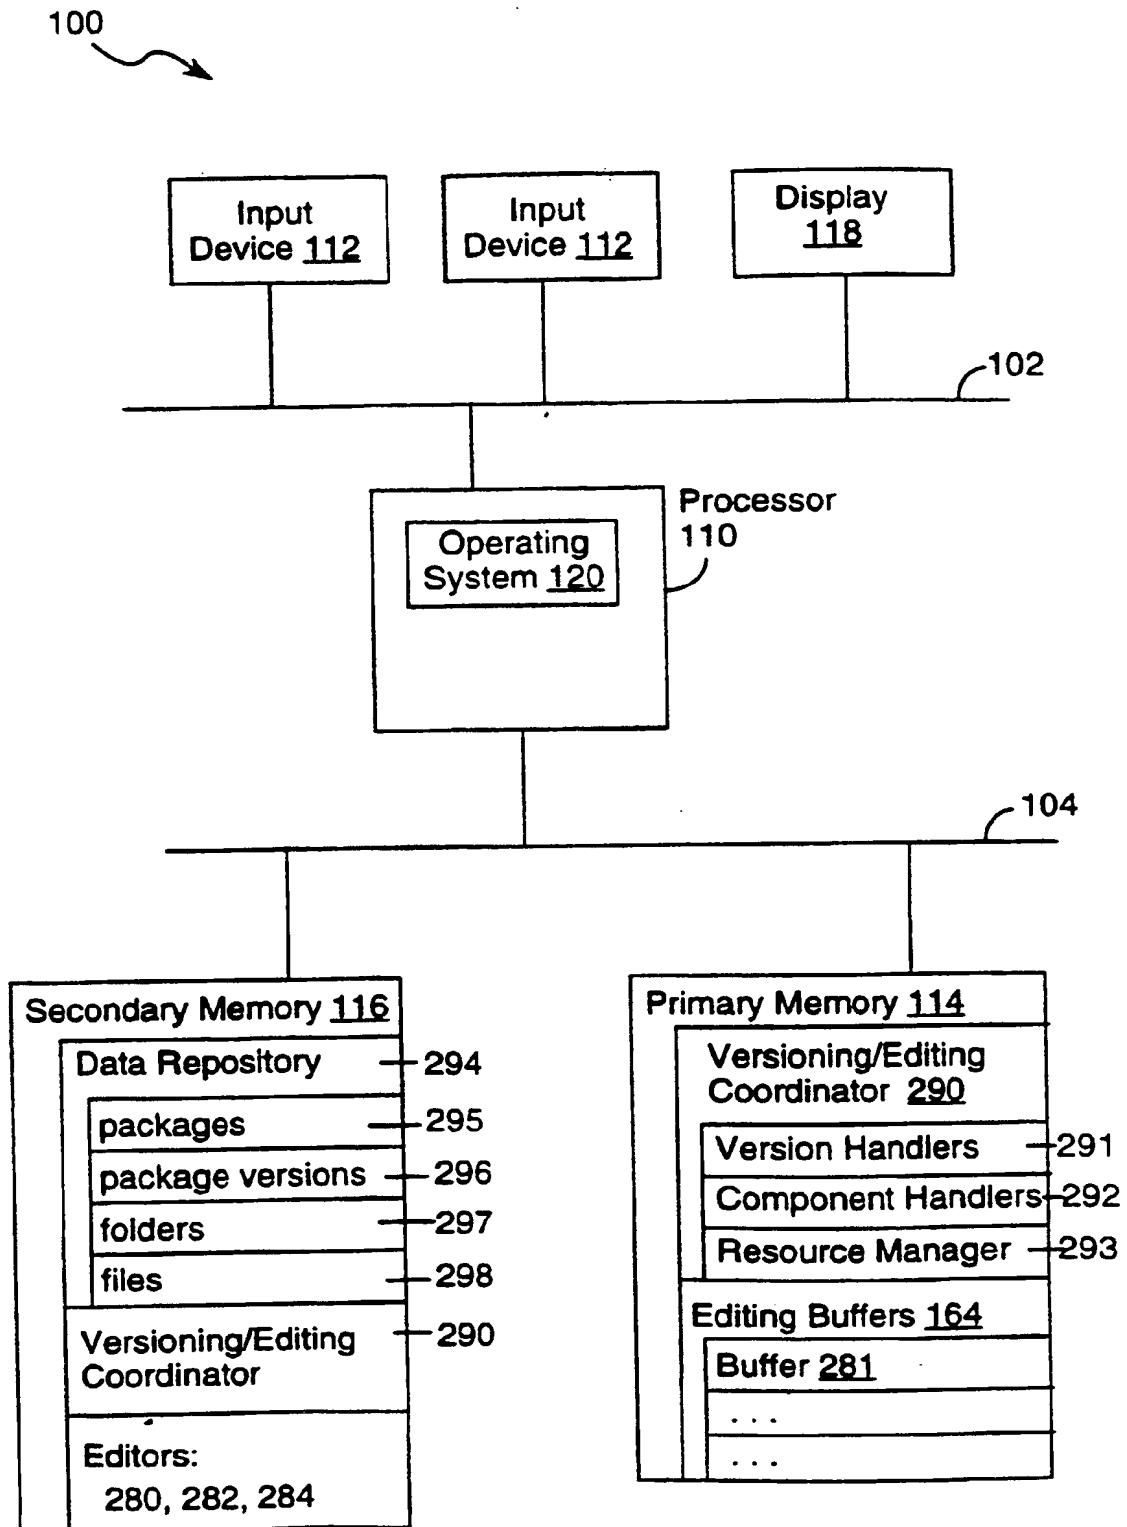 100
Input
Device 112
Input
Device 112
Display
118
102
Processor
110
Operating
System 120
104
Secondary Memory 116
Data Repository
294
packages
295
package versions
296
folders
297
files
298
Versioning/Editing
Coordinator
290
Editors:
280, 282, 284
Primary Memory 114
Versioning/Editing
Coordinator 290
Version Handlers
291
Component Handlers
292
Resource Manager
293
Editing Buffers 164
Buffer 281
. . .
. . .